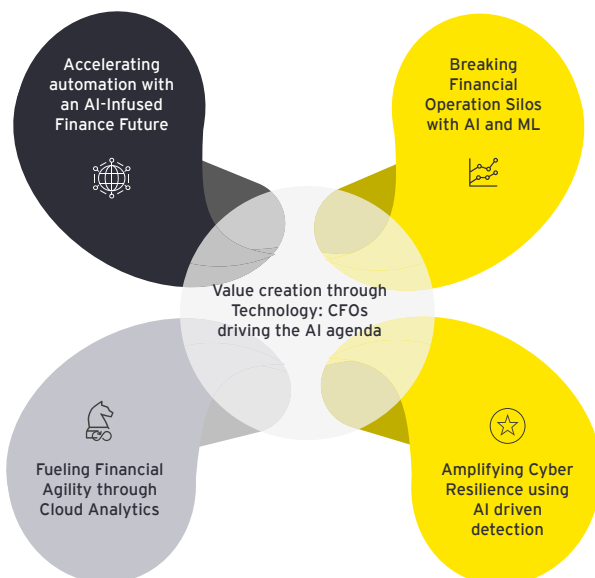 Accelerating
automation with
an AI-Infused
Finance Future
Breaking
Financial
Operation Silos
with AI and ML
Value creation through
Technology: CFOs
driving the AI agenda
Fueling Financial
Agility through
Cloud Analytics
Amplifying Cyber
Resilience using
AI driven
detection